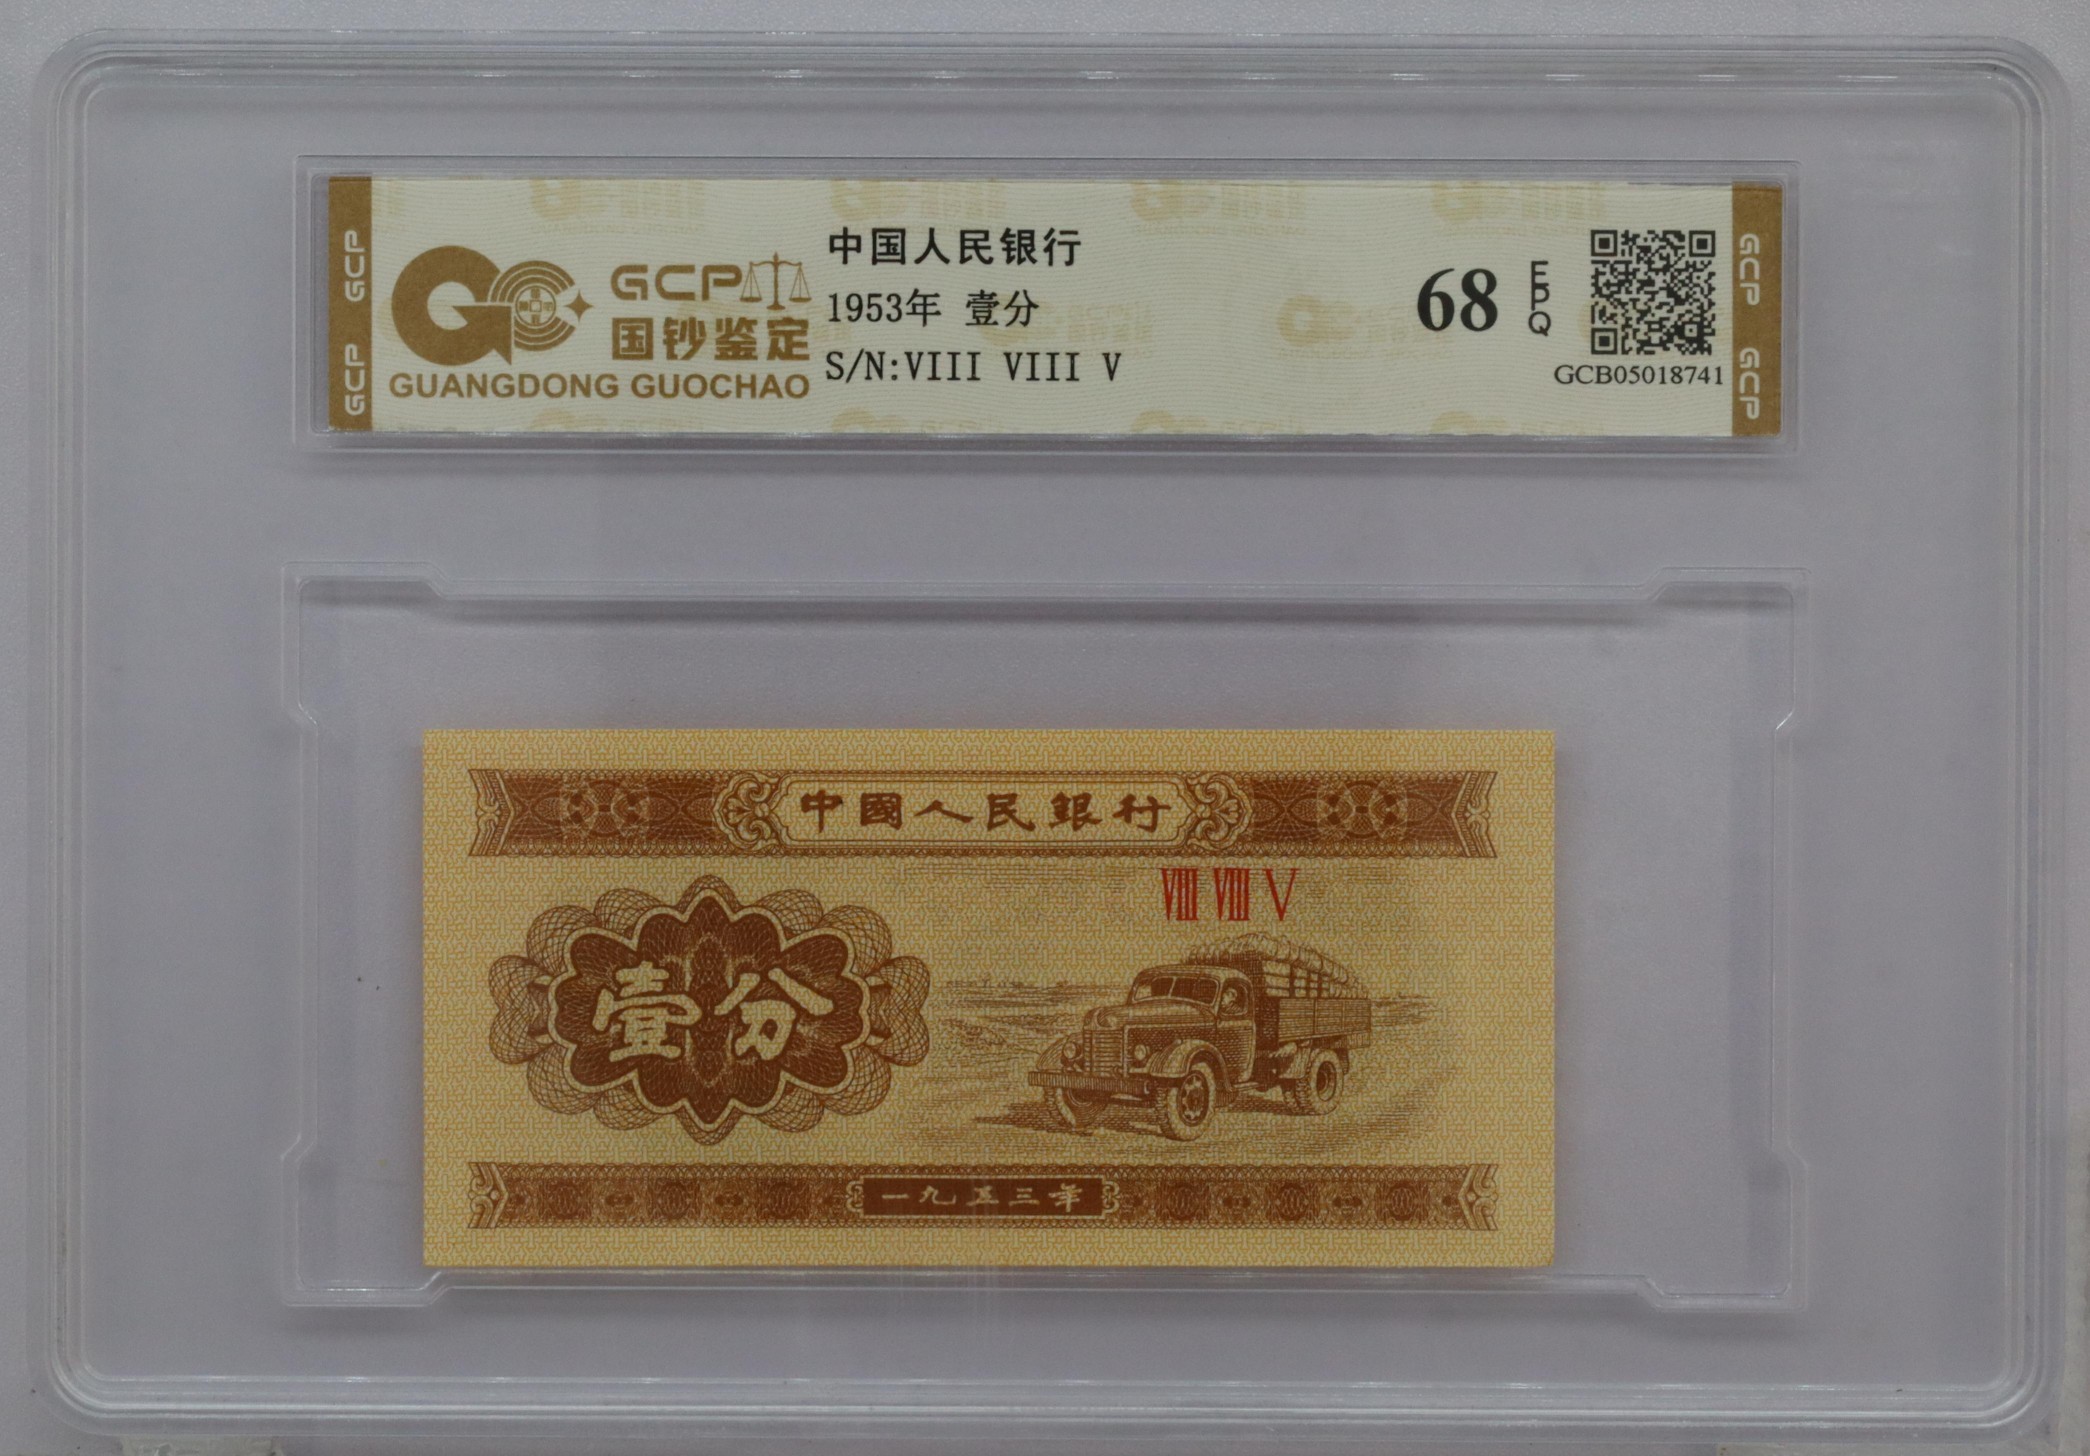 GCP
GCP
GCP
国钞鉴定
GUANGDONG GUOCHAO
中国人民银行
1953年 壹分
S/N:VIII VIII V
68
EPQ
GCB05018741
GCP
GCP
中國人民銀行
VIII VIII V
壹分
一九五三年